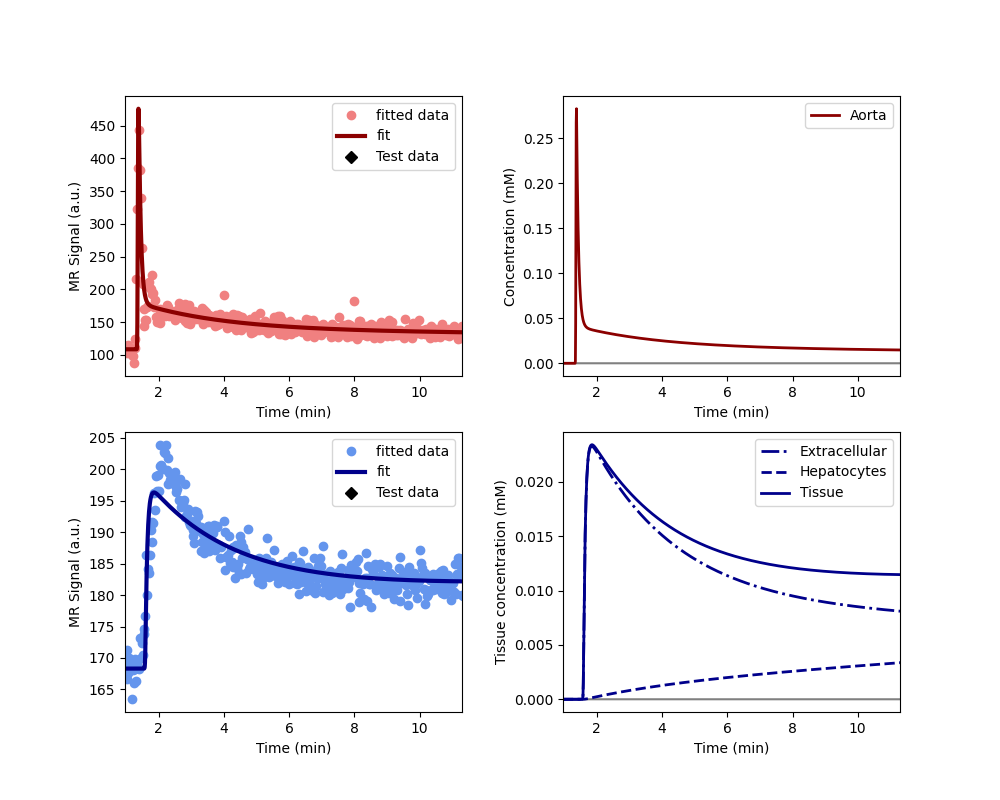 450
400
350
300
250
200
150
100
MR Signal (a.u.)
fitted data
fit
Test data
2 4 6 8 10
Time (min)
0.25
0.20
0.15
0.10
0.05
0.00
Concentration (mM)
Aorta
2 4 6 8 10
Time (min)
205
200
195
190
185
180
175
170
165
MR Signal (a.u.)
fitted data
fit
Test data
2 4 6 8 10
Time (min)
0.020
0.015
0.010
0.005
0.000
Tissue concentration (mM)
Extracellular
Hepatocytes
Tissue
2 4 6 8 10
Time (min)